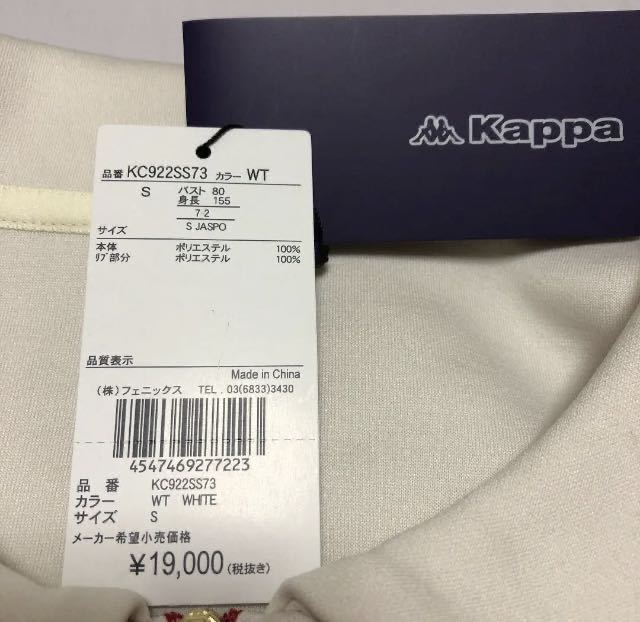 Kappa
品番 KC922SS73 カラー WT
S バスト 80
身長 155
7 2
サイズ S JASPO
本体 ポリエステル 100%
ﾘﾌﾞ部分 ポリエステル 100%
品質表示
Made in China
(株)フェニックス TEL . 03(6833)3430
4547469277223
品 番 KC922SS73
カラー WT WHITE
サイズ S
メーカー希望小売価格
¥19,000 (税抜き)